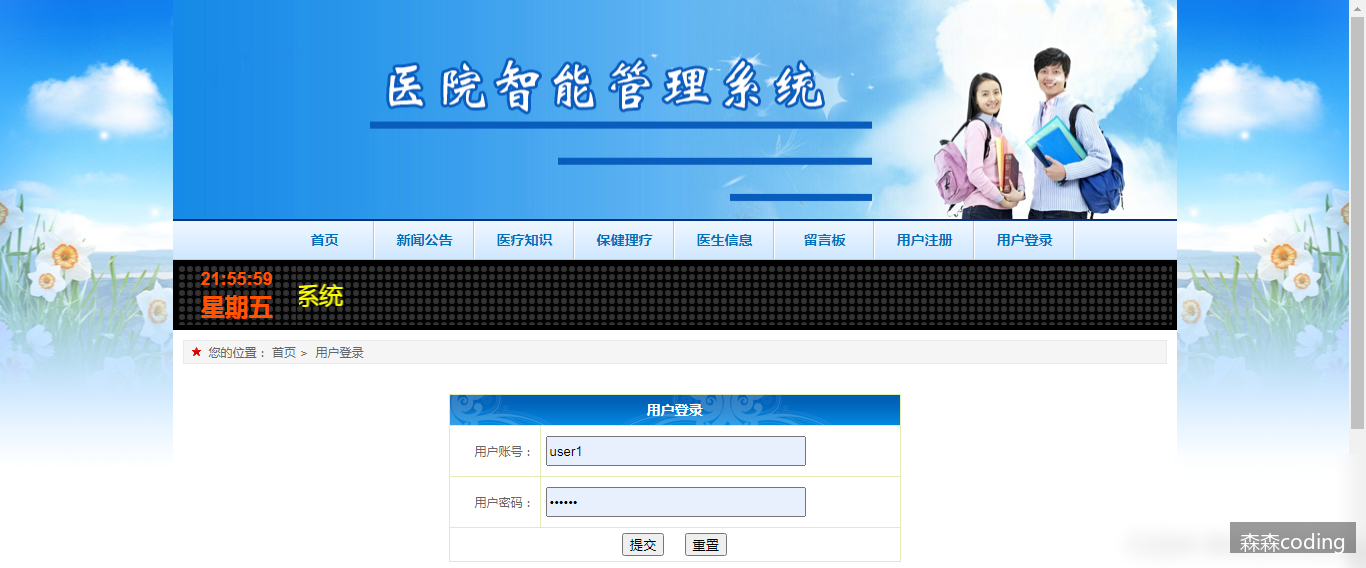 医院智能管理系统
首页 新闻公告 医疗知识 保健理疗 医生信息 留言板 用户注册 用户登录
21:55:59
星期五
系统
您的位置： 首页 > 用户登录
用户登录
用户账号： user1
用户密码： ••••••
提交 重置
森森coding